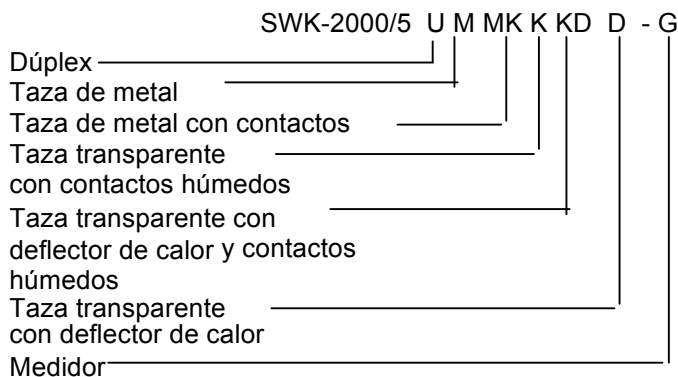 SWK-2000/5 U M MK K KD D - G
Dúplex
Taza de metal
Taza de metal con contactos
Taza transparente
con contactos húmedos
Taza transparente con
deflector de calor y contactos
húmedos
Taza transparente
con deflector de calor
Medidor